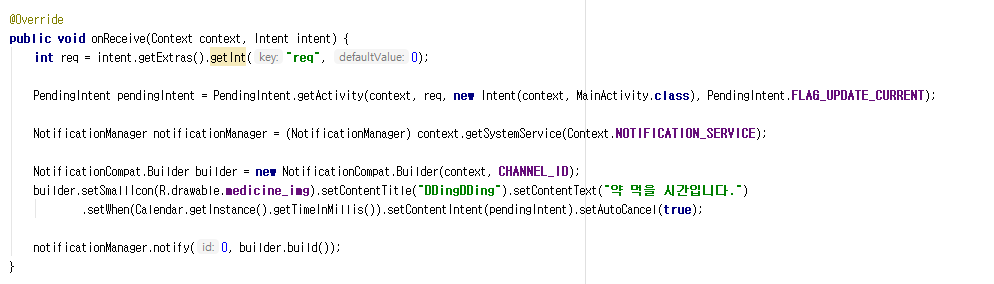 @Override
public void onReceive(Context context, Intent intent) {
int req = intent.getExtras().getInt( key: "req", defaultValue: 0);
PendingIntent pendingIntent = PendingIntent.getActivity(context, req, new Intent(context, MainActivity.class), PendingIntent.FLAG_UPDATE_CURRENT);
NotificationManager notificationManager = (NotificationManager) context.getSystemService(Context.NOTIFICATION_SERVICE);
NotificationCompat.Builder builder = new NotificationCompat.Builder(context, CHANNEL_ID);
builder.setSmallIcon(R.drawable.medicine_img).setContentTitle("DDingDDing").setContentText("약 먹을 시간입니다.")
.setWhen(Calendar.getInstance().getTimeInMillis()).setContentIntent(pendingIntent).setAutoCancel(true);
notificationManager.notify( id: 0, builder.build());
}